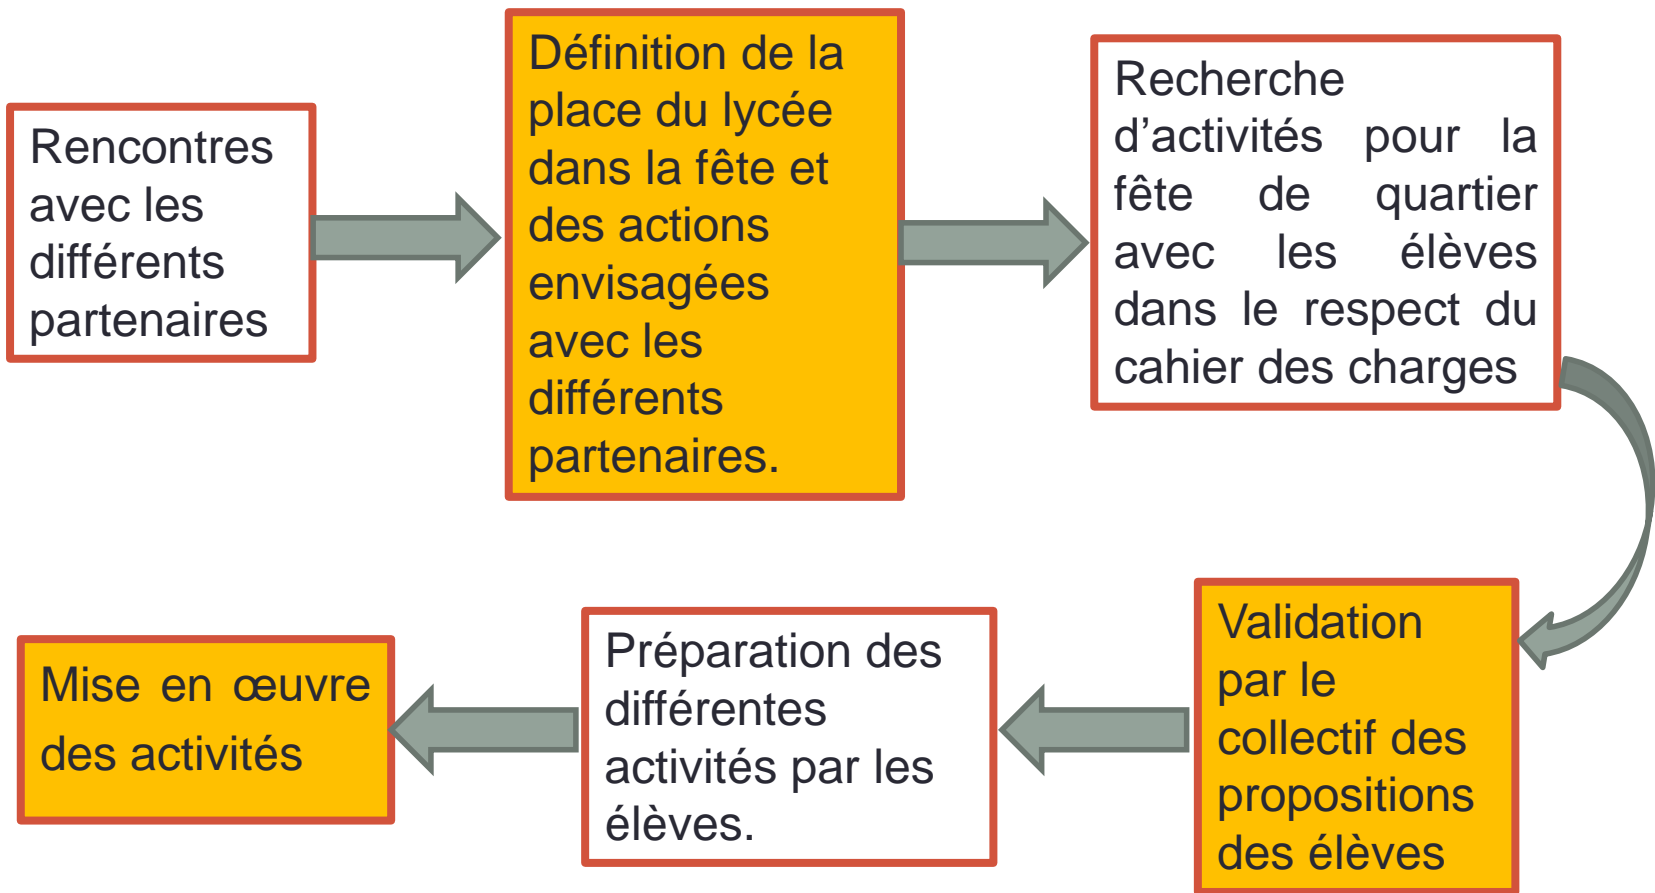 Rencontres
avec les
différents
partenaires
Définition de la
place du lycée
dans la fête et
des actions
envisagées
avec les
différents
partenaires.
Recherche
d’activités pour la
fête de quartier
avec les élèves
dans le respect du
cahier des charges
Validation
par le
collectif des
propositions
des élèves
Préparation des
différentes
activités par les
élèves.
Mise en œuvre
des activités